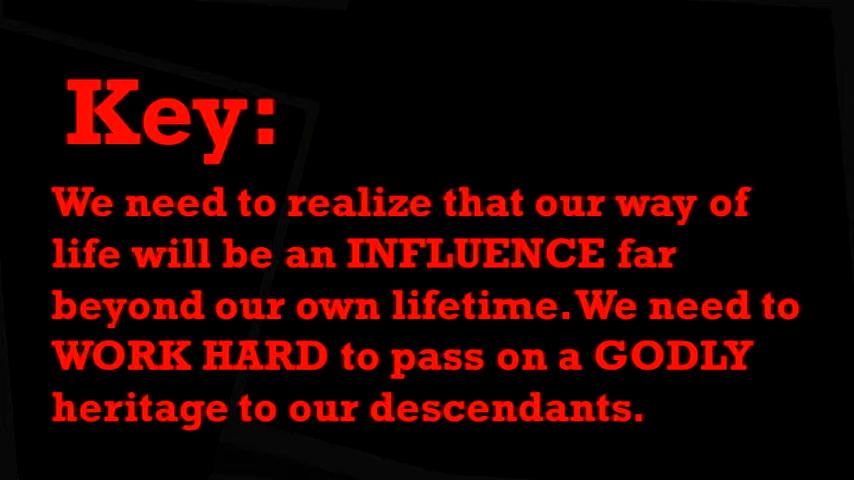 Key:
We need to realize that our way of
life will be an INFLUENCE far
beyond our own lifetime. We need to
WORK HARD to pass on a GODLY
heritage to our descendants.